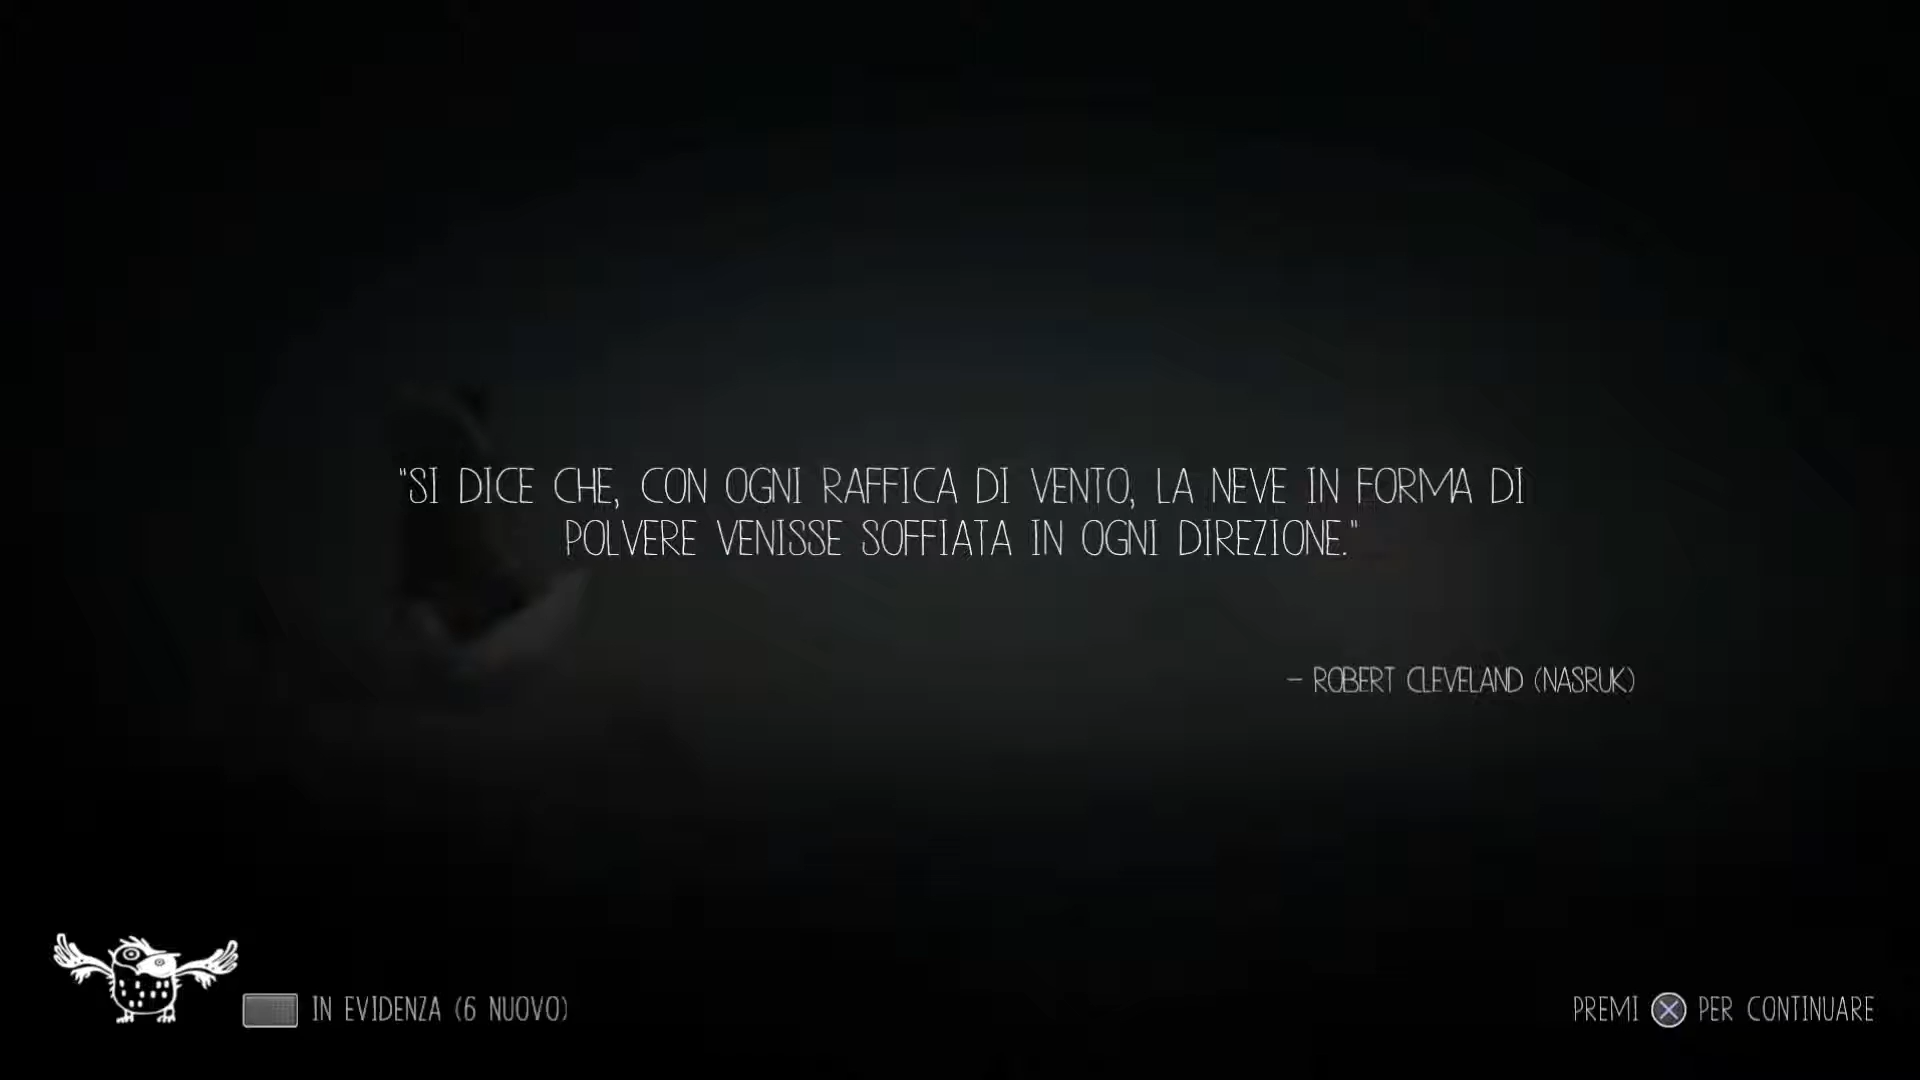 "SI DICE CHE, CON OGNI RAFFICA DI VENTO, LA NEVE IN FORMA DI
POLVERE VENISSE SOFFIATA IN OGNI DIREZIONE."
– ROBERT CLEVELAND (NASRUK)
IN EVIDENZA (6 NUOVO)
PREMI PER CONTINUARE